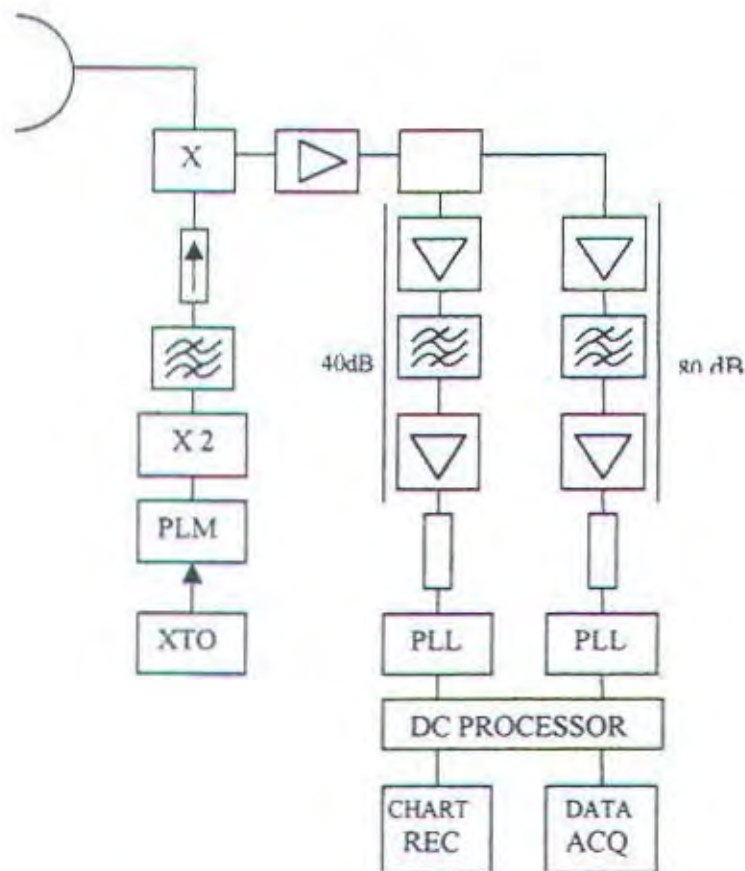 X
40dB
80 dB
X 2
PLM
XTO
PLL
PLL
DC PROCESSOR
CHART
REC
DATA
ACQ